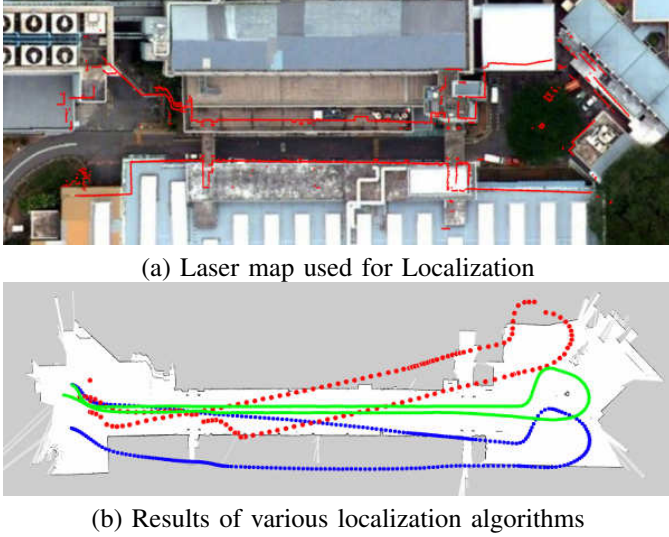 (a) Laser map used for Localization
(b) Results of various localization algorithms